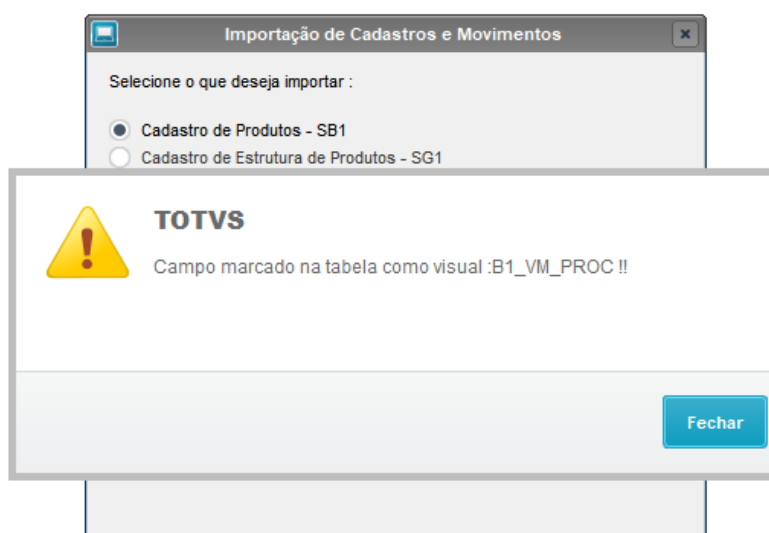 Importação de Cadastros e Movimentos
Selecione o que deseja importar :
Cadastro de Produtos - SB1
Cadastro de Estrutura de Produtos - SG1
TOTVS
Campo marcado na tabela como visual :B1_VM_PROC !!
Fechar